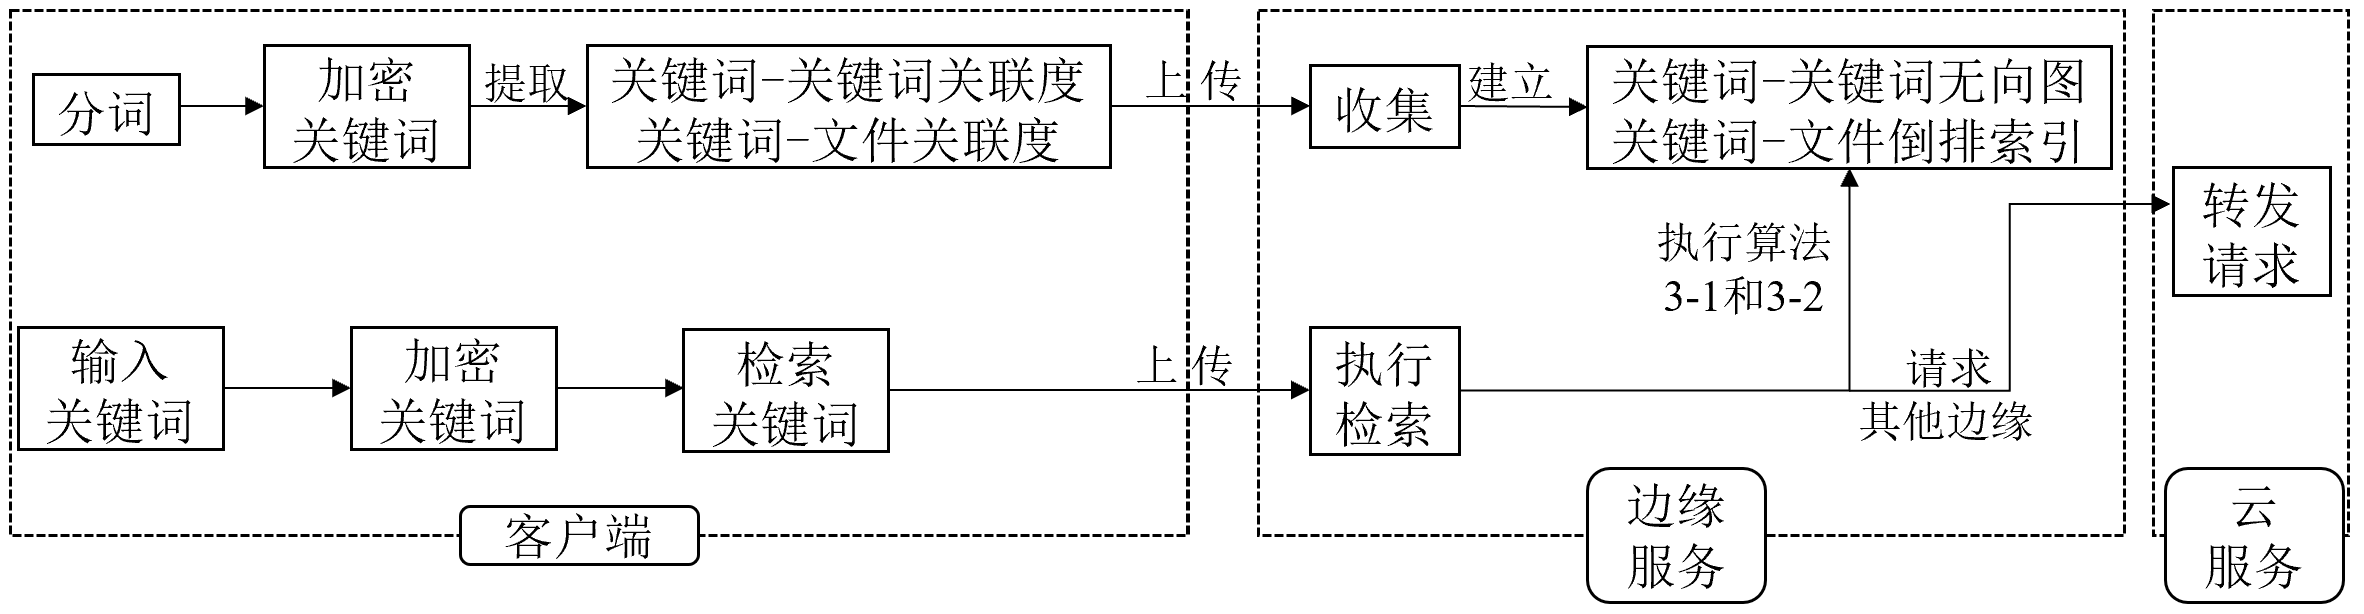 分词
加密
关键词
提取
关键词-关键词关联度
关键词-文件关联度
上传
收集
建立
关键词-关键词无向图
关键词-文件倒排索引
转发
请求
执行算法
3-1和3-2
输入
关键词
加密
关键词
检索
关键词
上传
执行
检索
请求
其他边缘
客户端
边缘
服务
云
服务